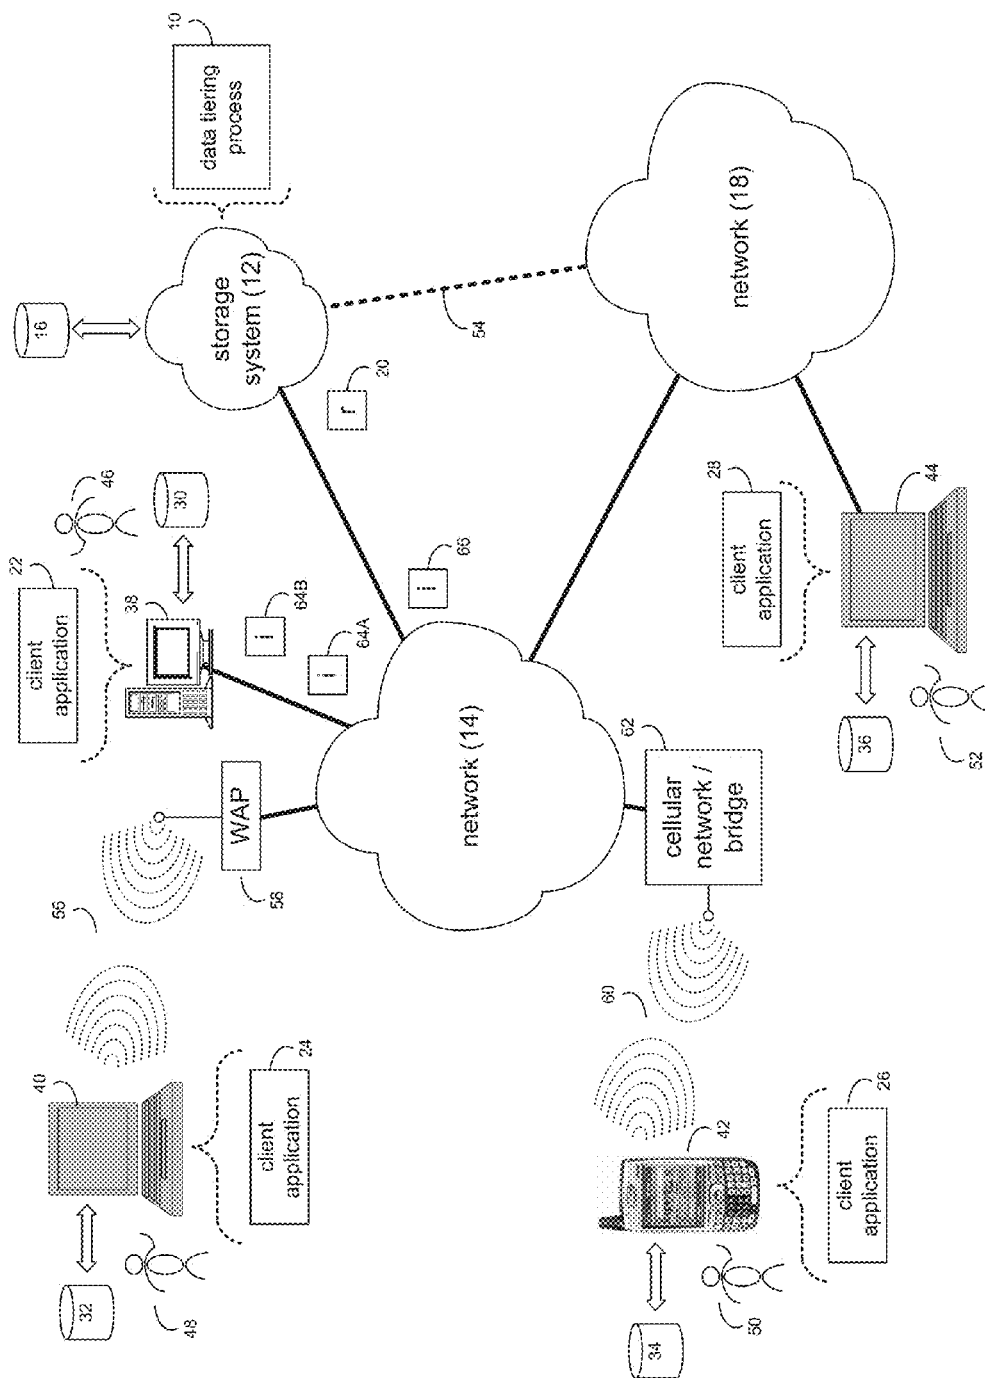 32
40
56
client
application
22
16
48
38
46
30
storage
system (12)
data tiering
process
10
client
application
24
WAP
58
64B
i
64A
i
66
i
r
20
network (14)
54
60
62
34
42
cellular
network /
bridge
client
application
28
network (18)
50
client
application
26
36
44
52